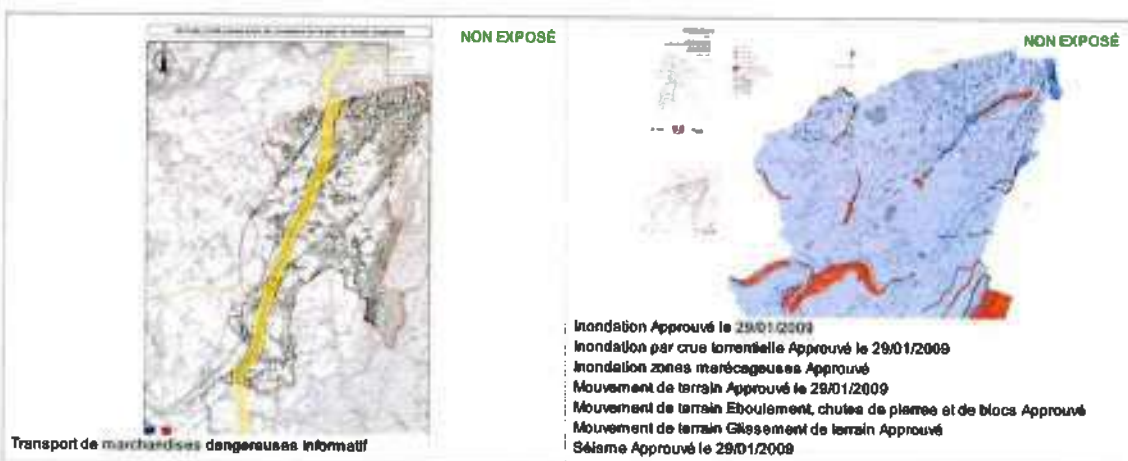 NON EXPOSÉ
Transport de marchandises dangereuses informatif
NON EXPOSÉ
Inondation Approuvé le 29/01/2009
Inondation par crue torrentielle Approuvé le 29/01/2009
Inondation zones marécageuses Approuvé
Mouvement de terrain Approuvé le 29/01/2009
Mouvement de terrain Eboulement, chutes de pierres et de blocs Approuvé
Mouvement de terrain Glissement de terrain Approuvé
Séisme Approuvé le 29/01/2009